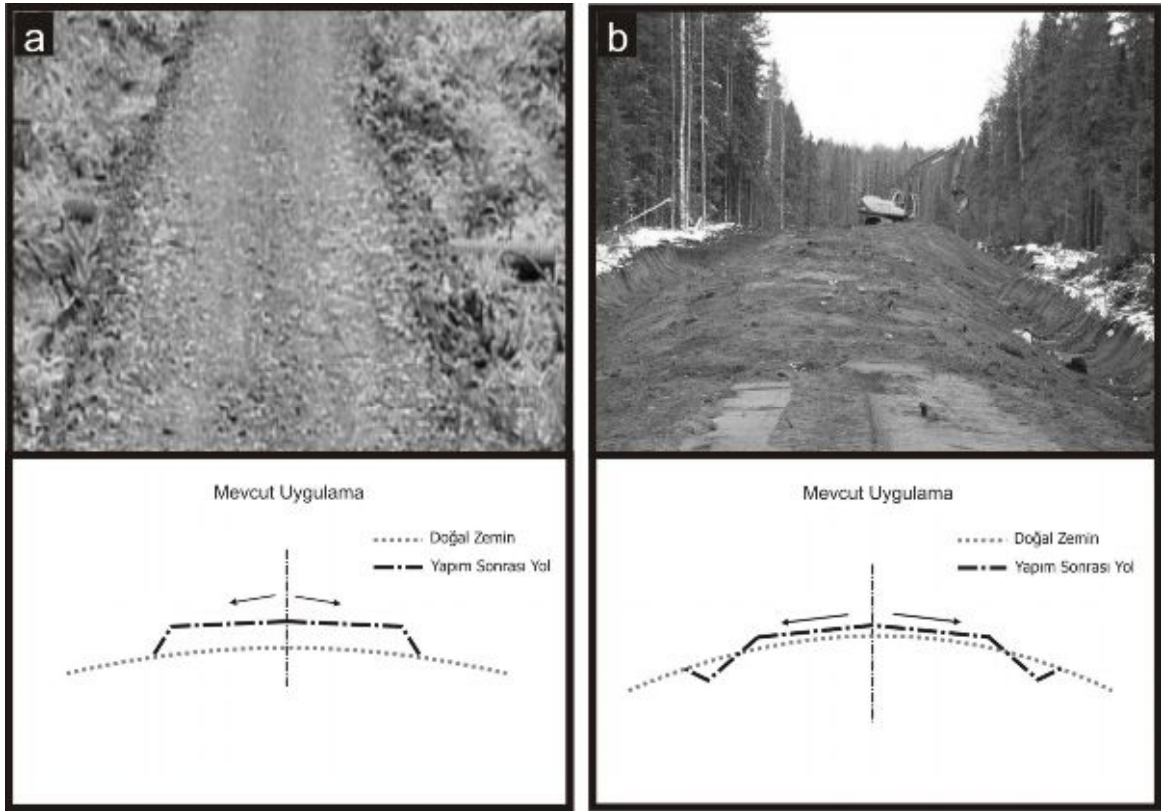 a
b
Mevcut Uygulama
Doğal Zemin
Yapım Sonrası Yol
Mevcut Uygulama
Doğal Zemin
Yapım Sonrası Yol